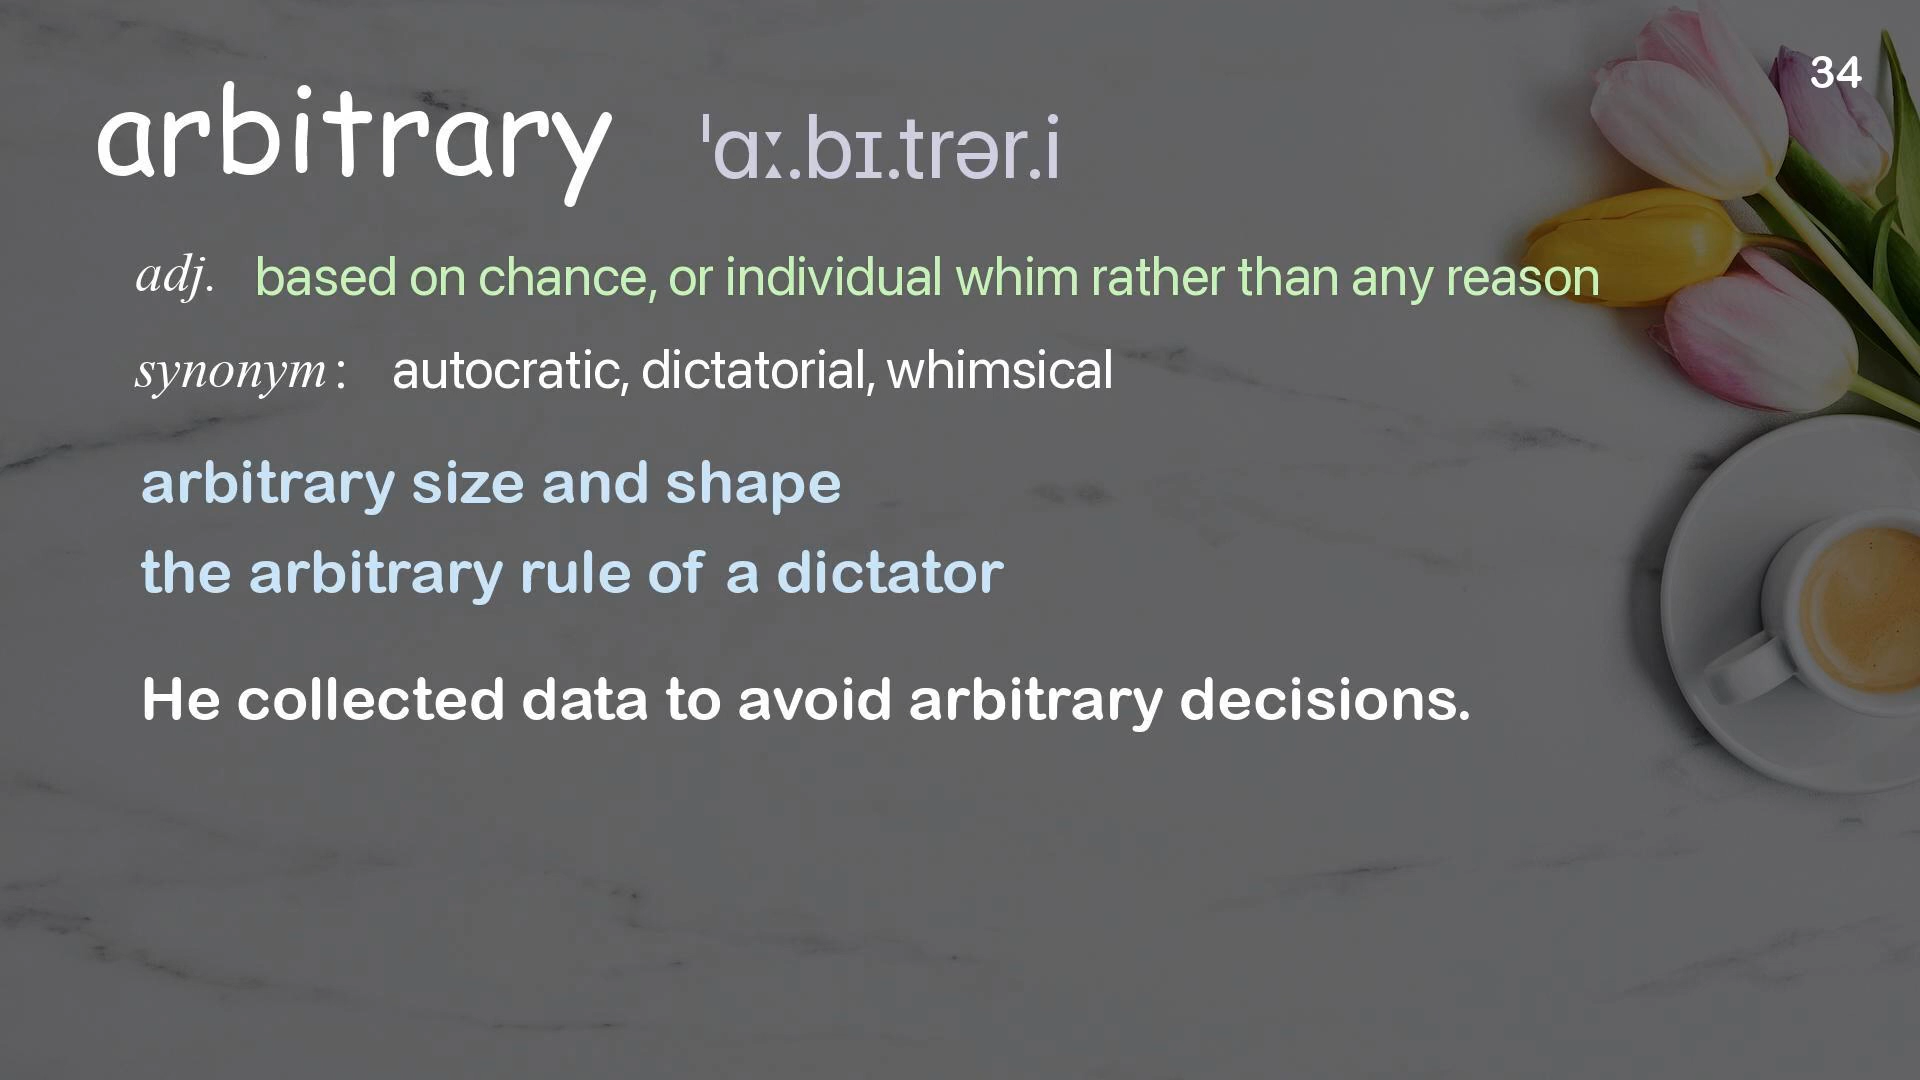 34
arbitrary ˈɑː.bɪ.trər.i
adj. based on chance, or individual whim rather than any reason
synonym : autocratic, dictatorial, whimsical
arbitrary size and shape
the arbitrary rule of a dictator
He collected data to avoid arbitrary decisions.